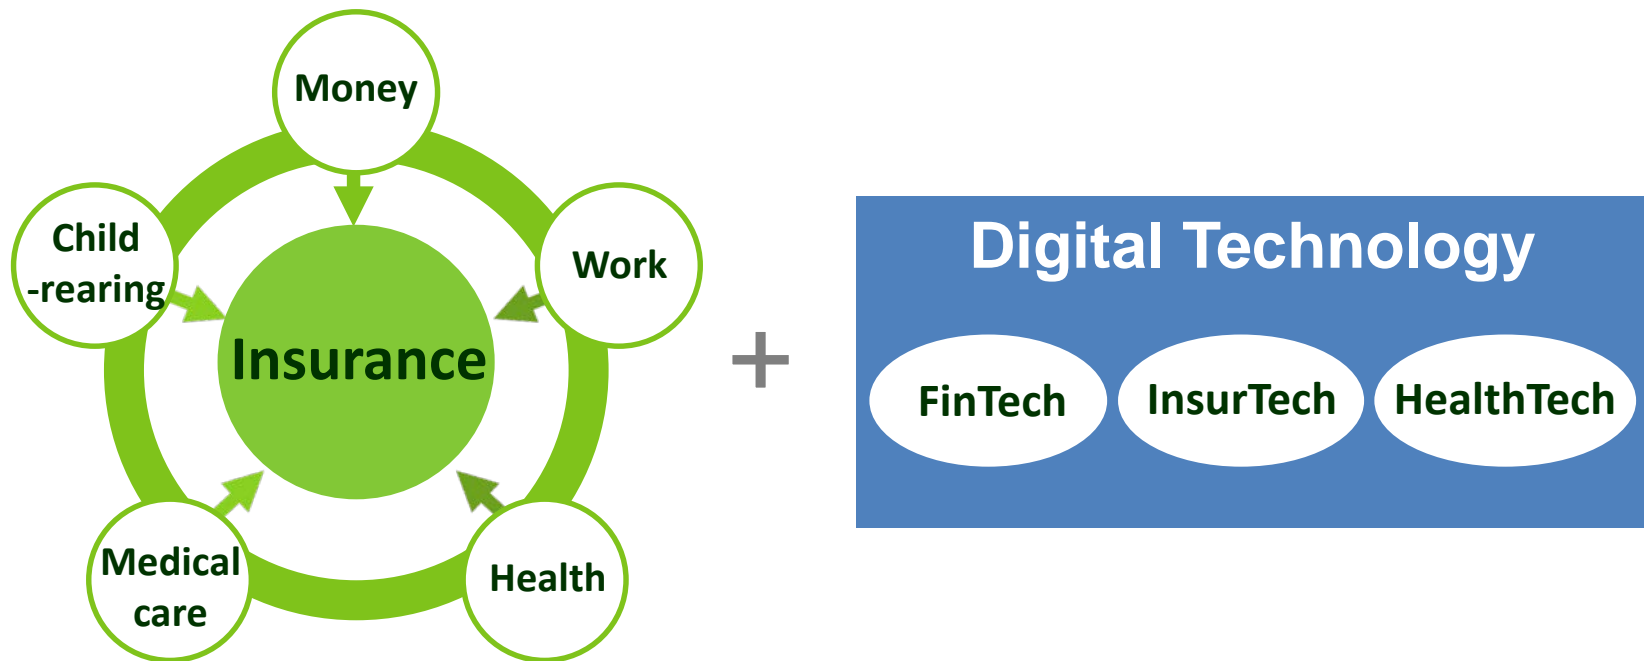 Money
Child
-rearing
Work
Insurance
Medical
care
Health
+
Digital Technology
FinTech
InsurTech
HealthTech